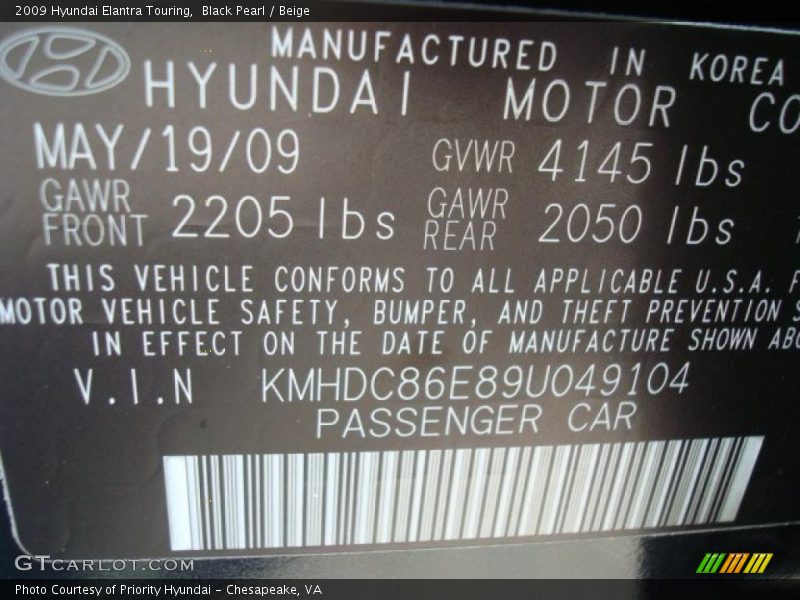 2009 Hyundai Elantra Touring, Black Pearl / Beige
MANUFACTURED IN KOREA
HYUNDAI MOTOR CO
MAY/19/09 GVWR 4145 lbs
GAWR FRONT 2205 lbs GAWR REAR 2050 lbs
THIS VEHICLE CONFORMS TO ALL APPLICABLE U.S.A. F
MOTOR VEHICLE SAFETY, BUMPER, AND THEFT PREVENTION S
IN EFFECT ON THE DATE OF MANUFACTURE SHOWN ABO
V.I.N KMHDC86E89U049104
PASSENGER CAR
GTCARLOT.COM
Photo Courtesy of Priority Hyundai - Chesapeake, VA